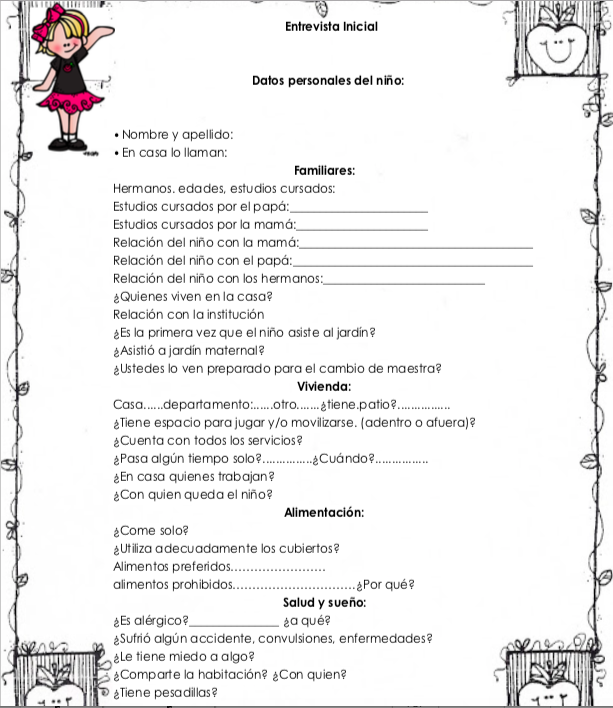 Entrevista Inicial
Datos personales del niño:
• Nombre y apellido:
• En casa lo llaman:
Familiares:
Hermanos. edades, estudios cursados:
Estudios cursados por el papá:______________________
Estudios cursados por la mamá:_____________________
Relación del niño con la mamá:_____________________________________
Relación del niño con el papá:______________________________________
Relación del niño con los hermanos:__________________________
¿Quienes viven en la casa?
Relación con la institución
¿Es la primera vez que el niño asiste al jardín?
¿Asistió a jardín maternal?
¿Ustedes lo ven preparado para el cambio de maestra?
Vivienda:
Casa......departamento:......otro.......¿tiene.patio?...............
¿Tiene espacio para jugar y/o movilizarse. (adentro o afuera)?
¿Cuenta con todos los servicios?
¿Pasa algún tiempo solo?..............¿Cuándo?...............
¿En casa quienes trabajan?
¿Con quien queda el niño?
Alimentación:
¿Come solo?
¿Utiliza adecuadamente los cubiertos?
Alimentos preferidos........................
alimentos prohibidos...............................¿Por qué?
Salud y sueño:
¿Es alérgico?______________ ¿a qué?
¿Sufrió algún accidente, convulsiones, enfermedades?
¿Le tiene miedo a algo?
¿Comparte la habitación? ¿Con quien?
¿Tiene pesadillas?